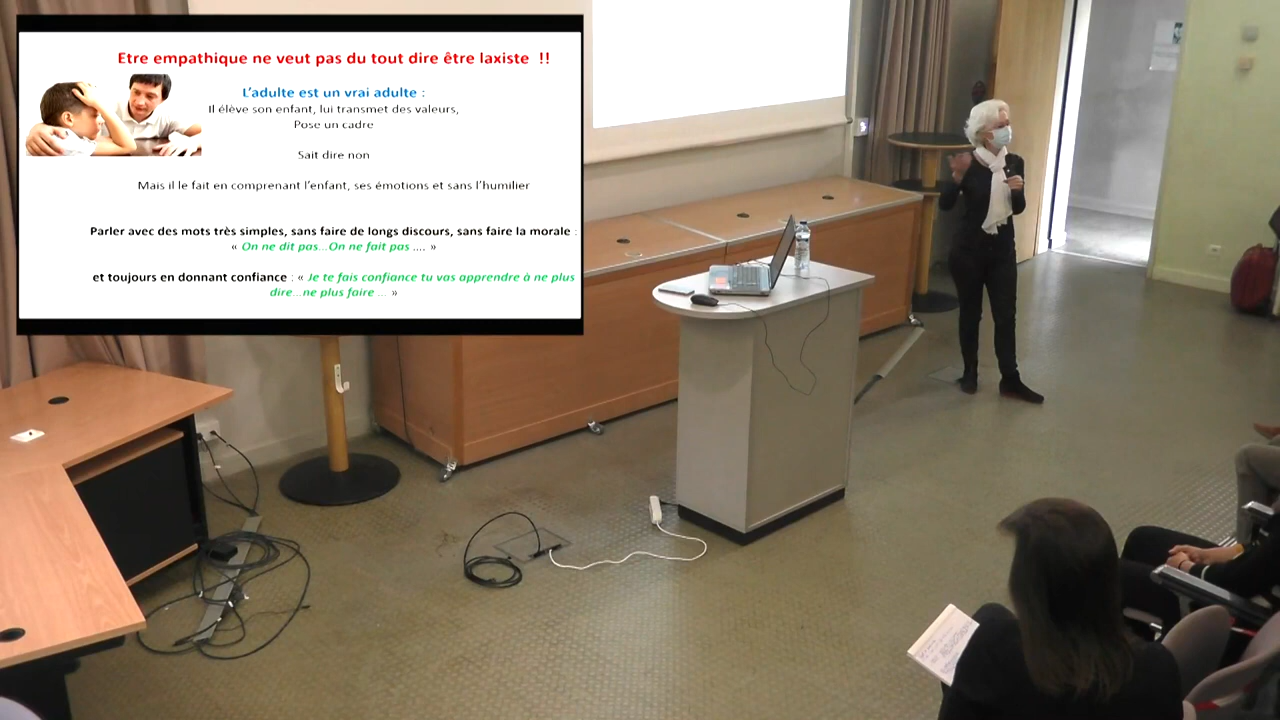 Etre empathique ne veut pas du tout dire être laxiste !!
L'adulte est un vrai adulte :
Il élève son enfant, lui transmet des valeurs,
Pose un cadre
Sait dire non
Mais il le fait en comprenant l'enfant, ses émotions et sans l'humilier
Parler avec des mots très simples, sans faire de longs discours, sans faire la morale :
« On ne dit pas...On ne fait pas .... »
et toujours en donnant confiance : « Je te fais confiance tu vas apprendre à ne plus
dire...ne plus faire ... »